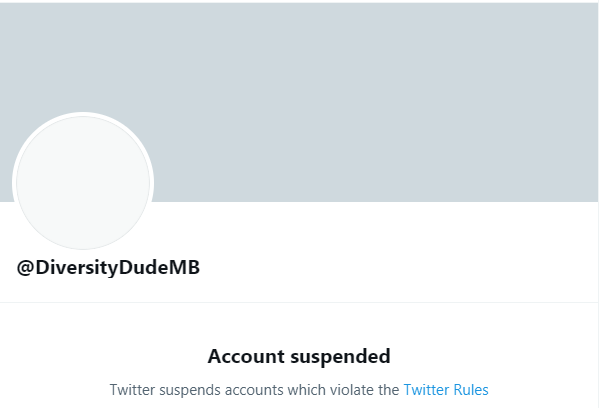 @DiversityDudeMB
Account suspended
Twitter suspends accounts which violate the Twitter Rules